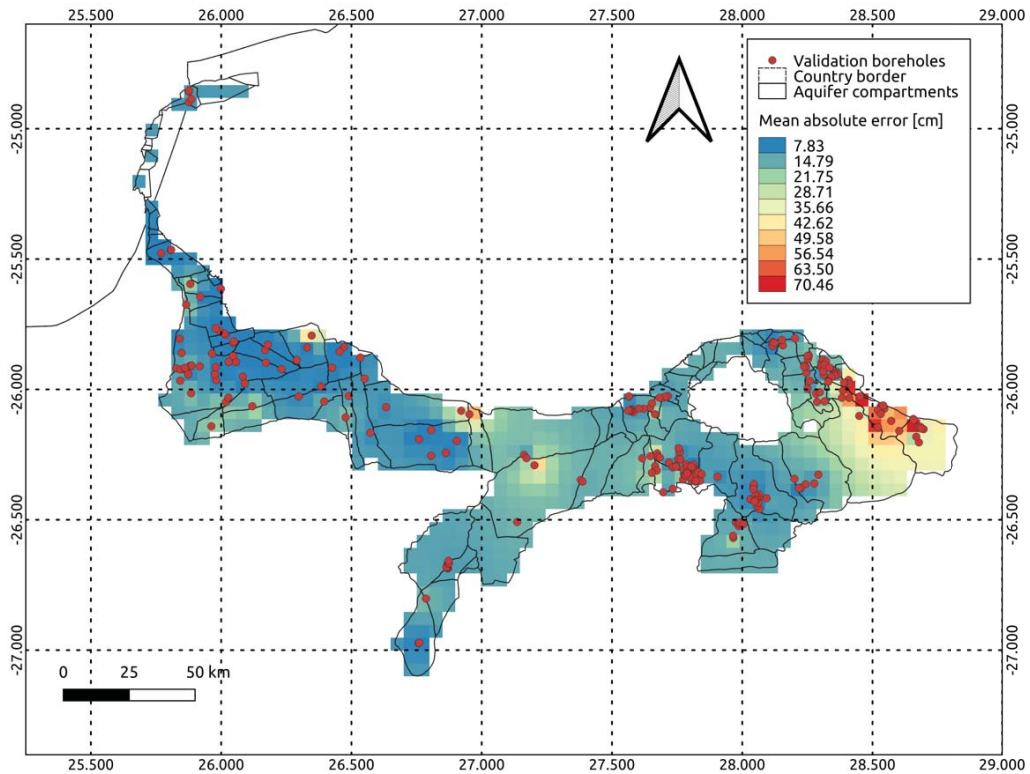 25.500 26.000 26.500 27.000 27.500 28.000 28.500 29.000
Validation boreholes
Country border
Aquifer compartments
Mean absolute error [cm]
7.83
14.79
21.75
28.71
35.66
42.62
49.58
56.54
63.50
70.46
-25.000 -25.000
-25.500 -25.500
-26.000 -26.000
-26.500 -26.500
-27.000 -27.000
0 25 50 km
25.500 26.000 26.500 27.000 27.500 28.000 28.500 29.000